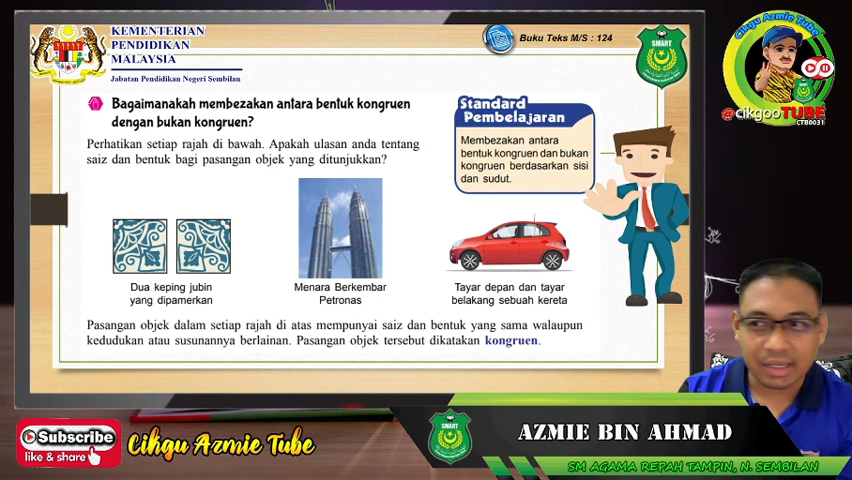 KEMENTERIAN
PENDIDIKAN
MALAYSIA
Jabatan Pendidikan Negeri Sembilan
Buku Teks M/S : 124
SMART
Cikgu Azmie Tube
@cikgooTUBE
CTB0031
Bagaimanakah membezakan antara bentuk kongruen
dengan bukan kongruen?
Perhatikan setiap rajah di bawah. Apakah ulasan anda tentang
saiz dan bentuk bagi pasangan objek yang ditunjukkan?
Standard
Pembelajaran
Membezakan antara
bentuk kongruen dan bukan
kongruen berdasarkan sisi
dan sudut.
Dua keping jubin
yang dipamerkan
Menara Berkembar
Petronas
Tayar depan dan tayar
belakang sebuah kereta
Pasangan objek dalam setiap rajah di atas mempunyai saiz dan bentuk yang sama walaupun
kedudukan atau susunannya berlainan. Pasangan objek tersebut dikatakan kongruen.
Subscribe
like & share
Cikgu Azmie Tube
SMART
AZMIE BIN AHMAD
SM AGAMA REPAH TAMPIN, N. SEMBILAN